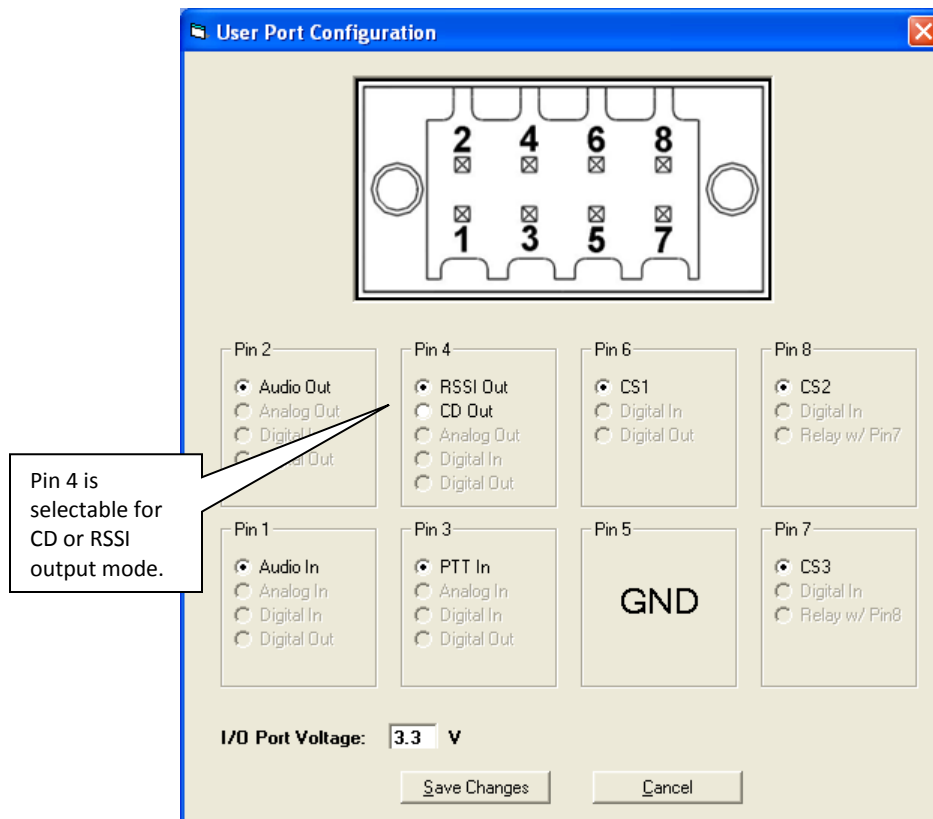 User Port Configuration
2 4 6 8
1 3 5 7
Pin 2
Audio Out
Analog Out
Digital In
Digital Out
Pin 4
RSSI Out
CD Out
Analog Out
Digital In
Digital Out
Pin 6
CS1
Digital In
Digital Out
Pin 8
CS2
Digital In
Relay w/ Pin7
Pin 4 is
selectable for
CD or RSSI
output mode.
Pin 1
Audio In
Analog In
Digital In
Digital Out
Pin 3
PTT In
Analog In
Digital In
Digital Out
Pin 5
GND
Pin 7
CS3
Digital In
Relay w/ Pin8
I/O Port Voltage: 3.3 V
Save Changes Cancel